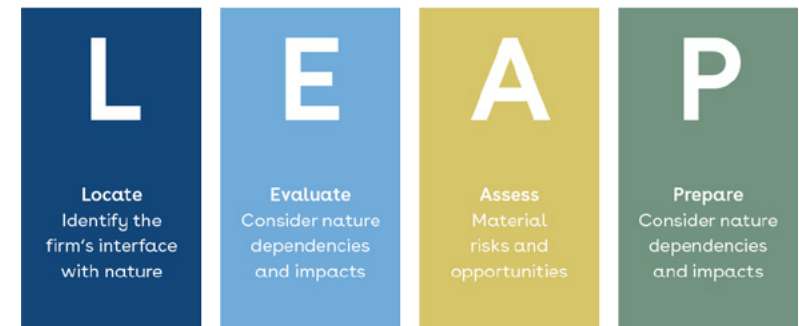 L
Locate
Identify the
firm's interface
with nature
E
Evaluate
Consider nature
dependencies
and impacts
A
Assess
Material
risks and
opportunities
P
Prepare
Consider nature
dependencies
and impacts